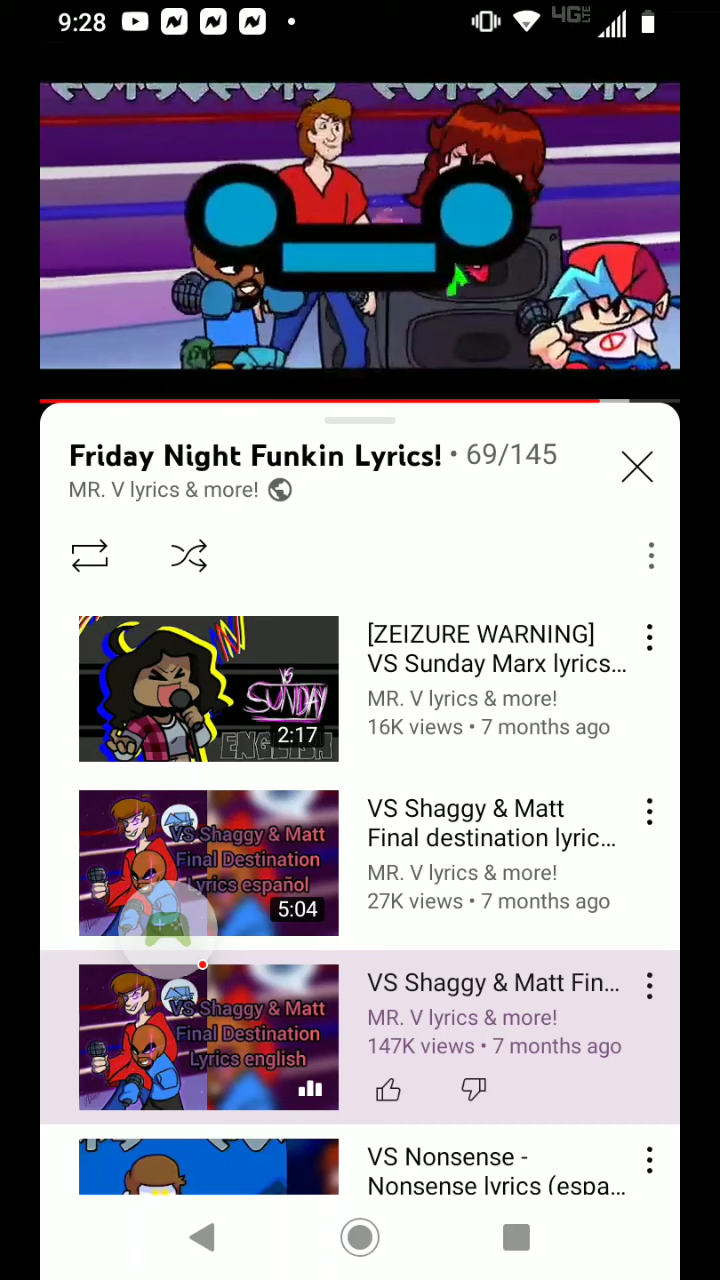 9:28
4G LTE
Friday Night Funkin Lyrics! • 69/145
MR. V lyrics & more!
[ZEIZURE WARNING]
VS Sunday Marx lyrics...
MR. V lyrics & more!
16K views • 7 months ago
VS
SUNDAY
ENGLISH
2:17
VS Shaggy & Matt
Final destination lyric...
MR. V lyrics & more!
27K views • 7 months ago
VS Shaggy & Matt
Final Destination
Lyrics español
5:04
VS Shaggy & Matt Fin...
MR. V lyrics & more!
147K views • 7 months ago
VS Shaggy & Matt
Final Destination
Lyrics english
VS Nonsense -
Nonsense lyrics (espa...